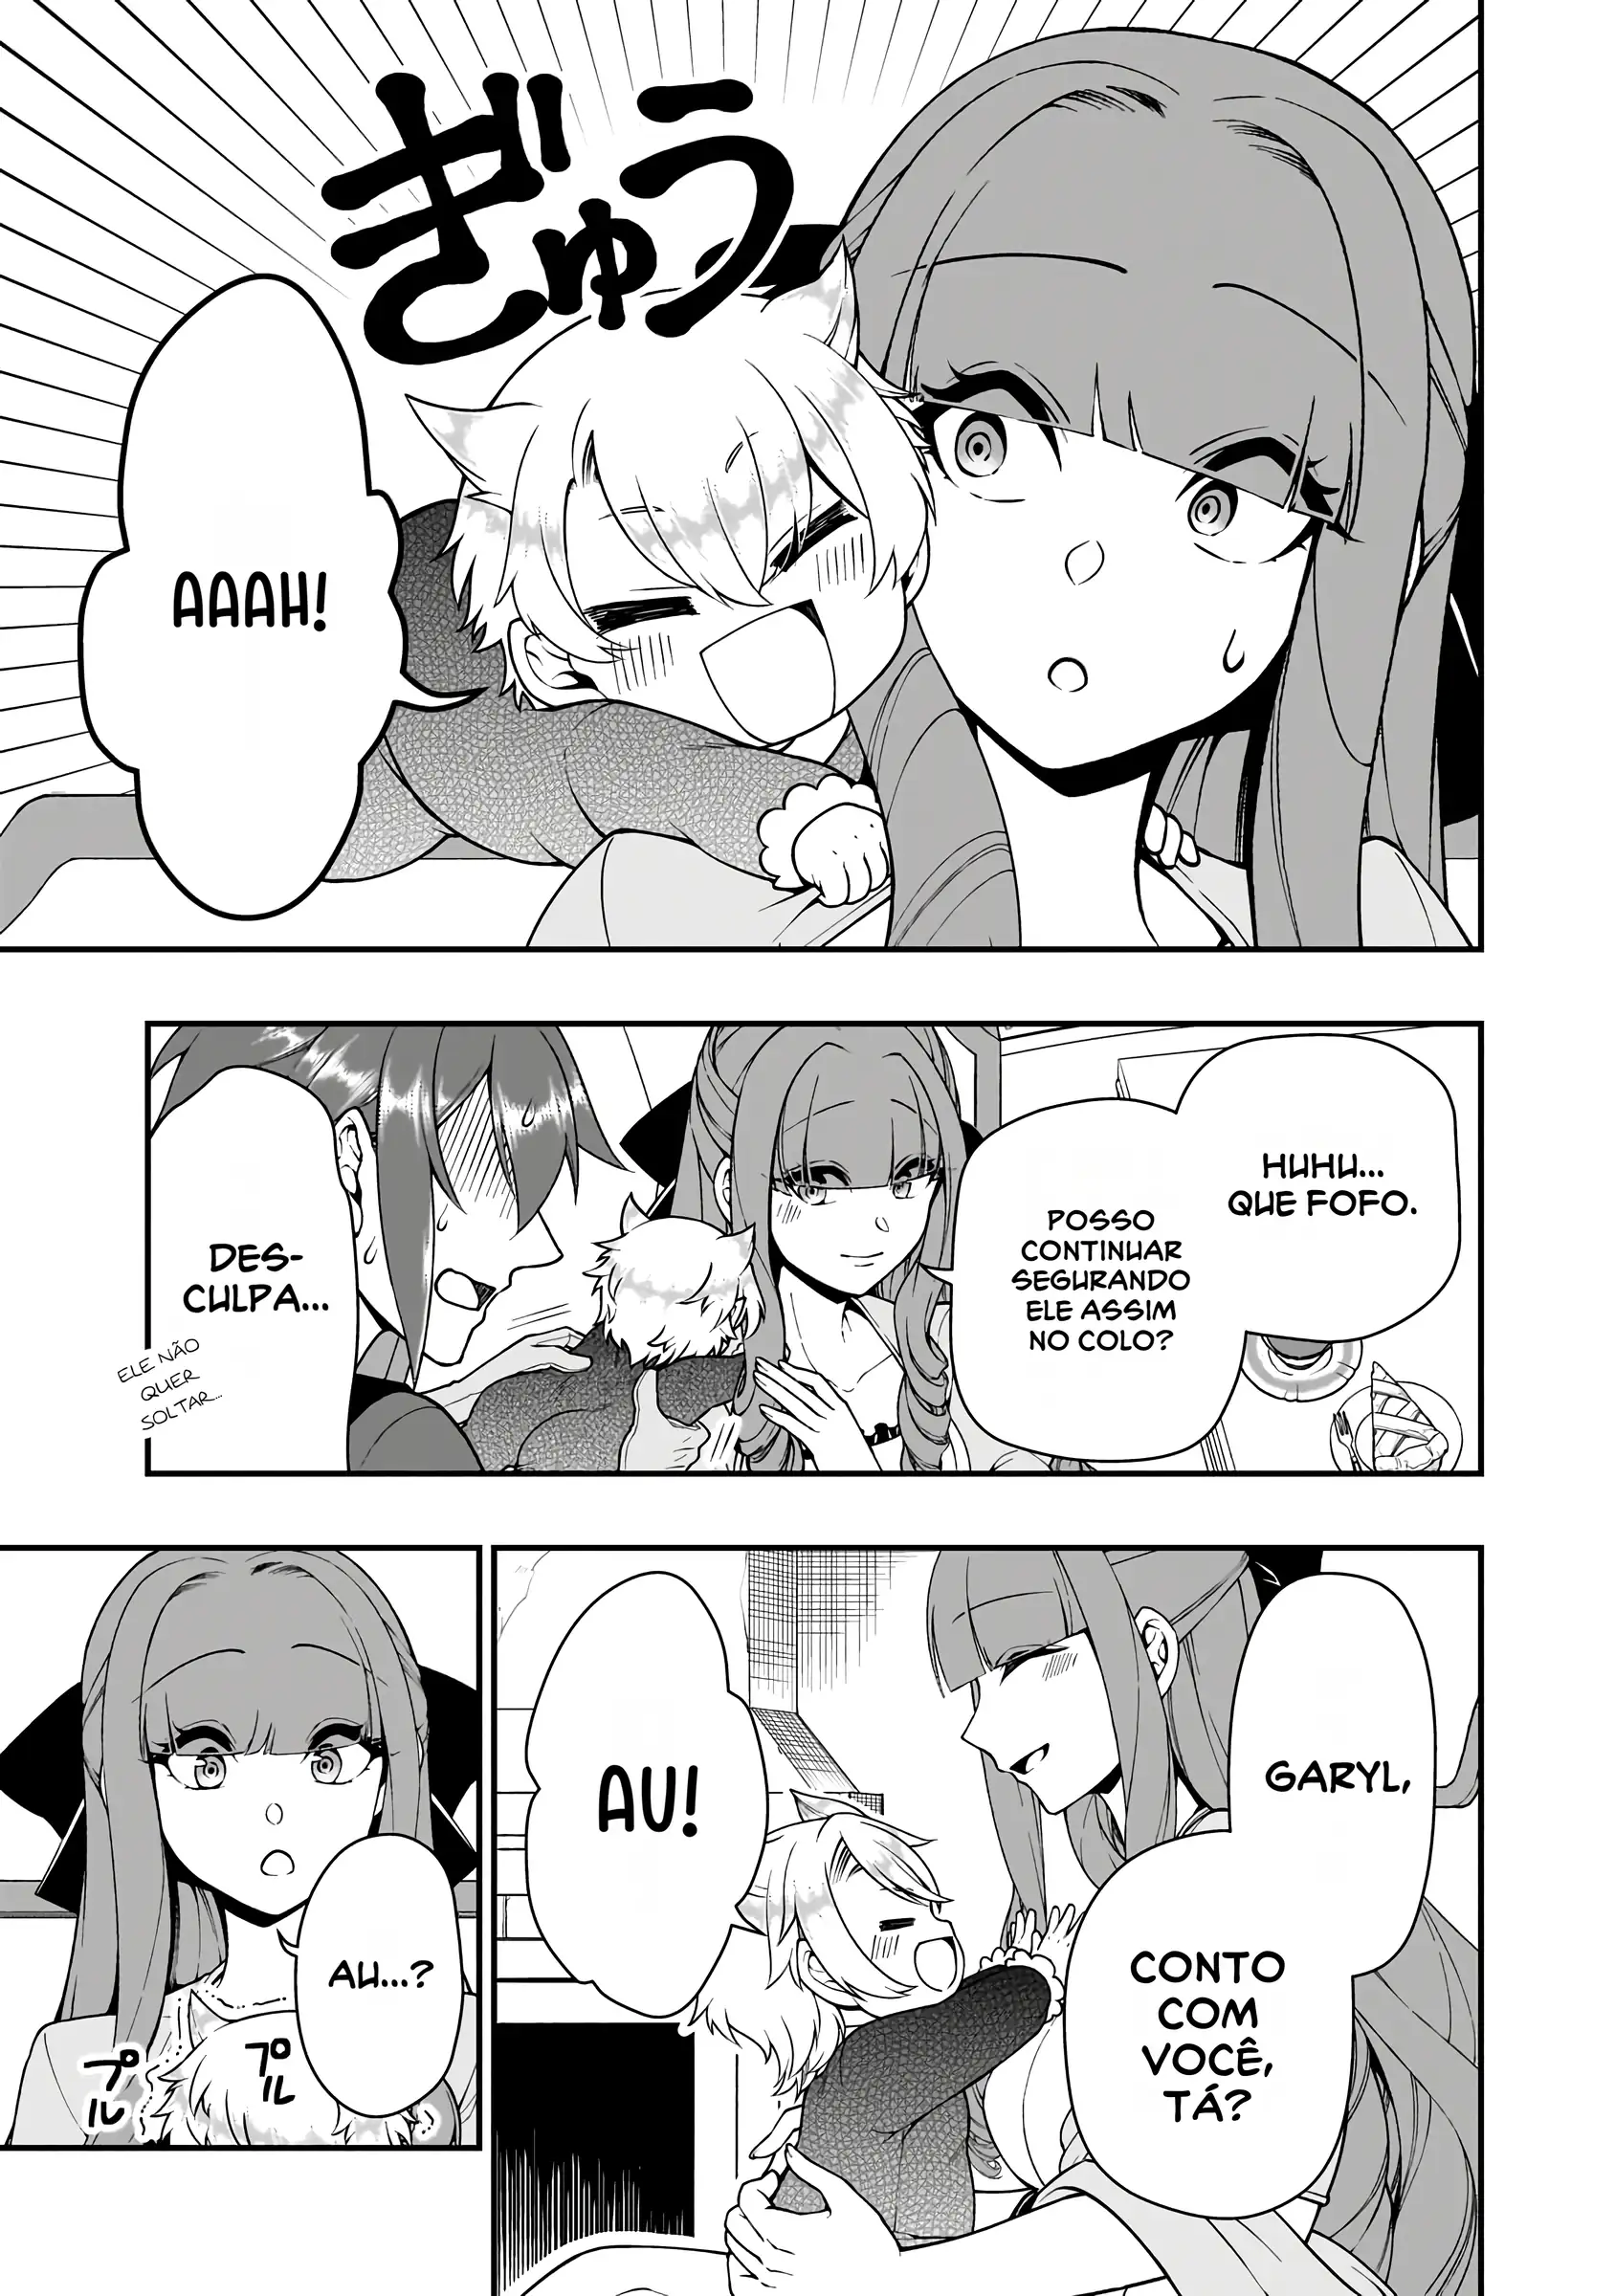 ぎゅう
AAAH!
HUHU...
QUE FOFO.
POSSO
CONTINUAR
SEGURANDO
ELE ASSIM
NO COLO?
DES-
CULPA...
ELE NÃO
QUER
SOLTAR...
GARYL,
CONTO
COM
VOCÊ,
TÁ?
AU!
AU...?
プル
プル